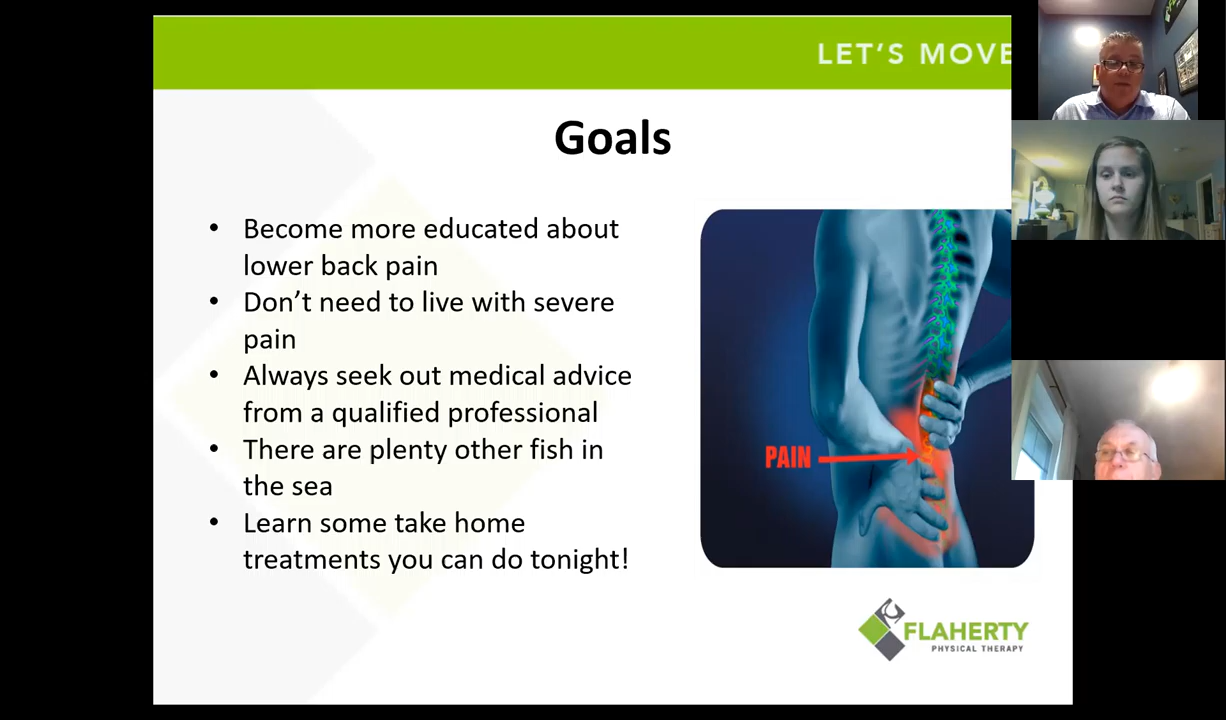 LET'S MOVE
Goals
• Become more educated about
lower back pain
• Don't need to live with severe
pain
• Always seek out medical advice
from a qualified professional
• There are plenty other fish in
the sea
• Learn some take home
treatments you can do tonight!
PAIN
FLAHERTY
PHYSICAL THERAPY